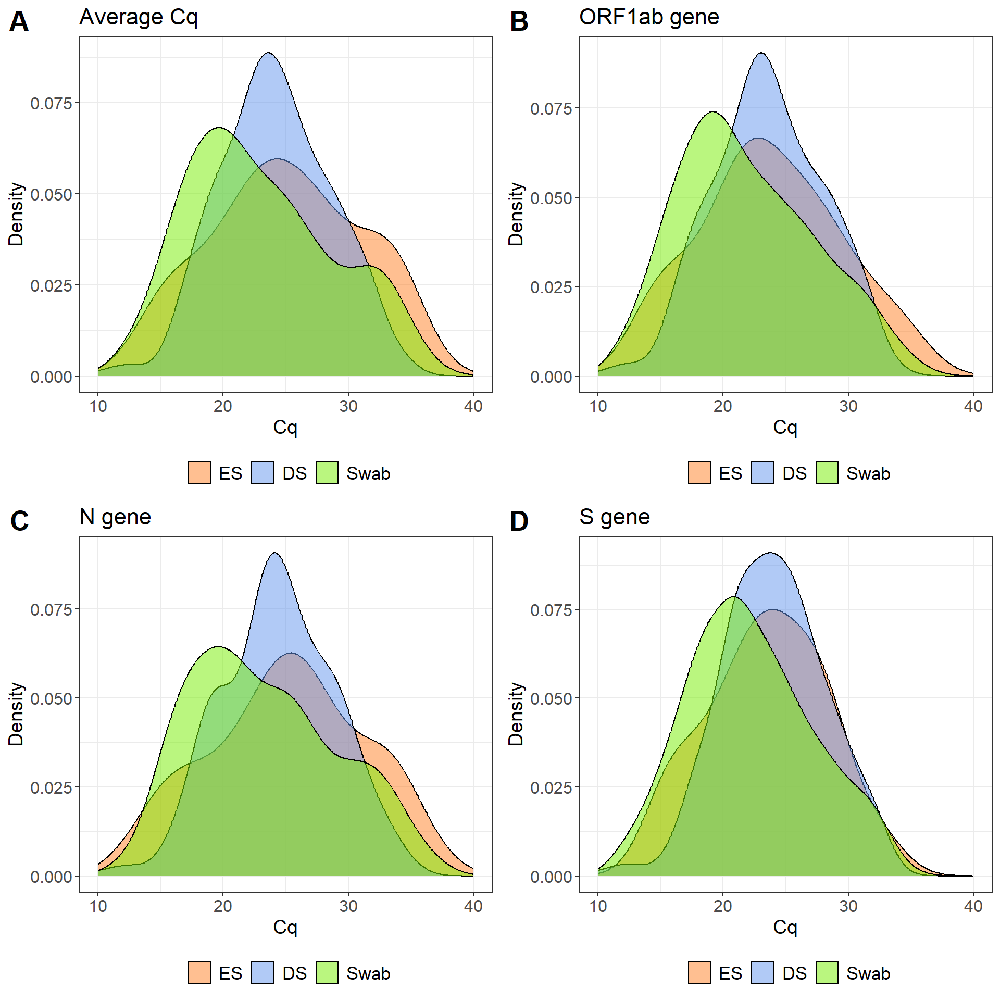 A Average Cq
Density
0.075
0.050
0.025
0.000
10 20 30 40
Cq
ES DS Swab
B ORF1ab gene
Density
0.075
0.050
0.025
0.000
10 20 30 40
Cq
ES DS Swab
C N gene
Density
0.075
0.050
0.025
0.000
10 20 30 40
Cq
ES DS Swab
D S gene
Density
0.075
0.050
0.025
0.000
10 20 30 40
Cq
ES DS Swab